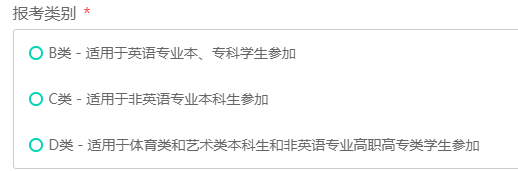 报考类别 *
B类 - 适用于英语专业本、专科学生参加
C类 - 适用于非英语专业本科生参加
D类 - 适用于体育类和艺术类本科生和非英语专业高职高专类学生参加